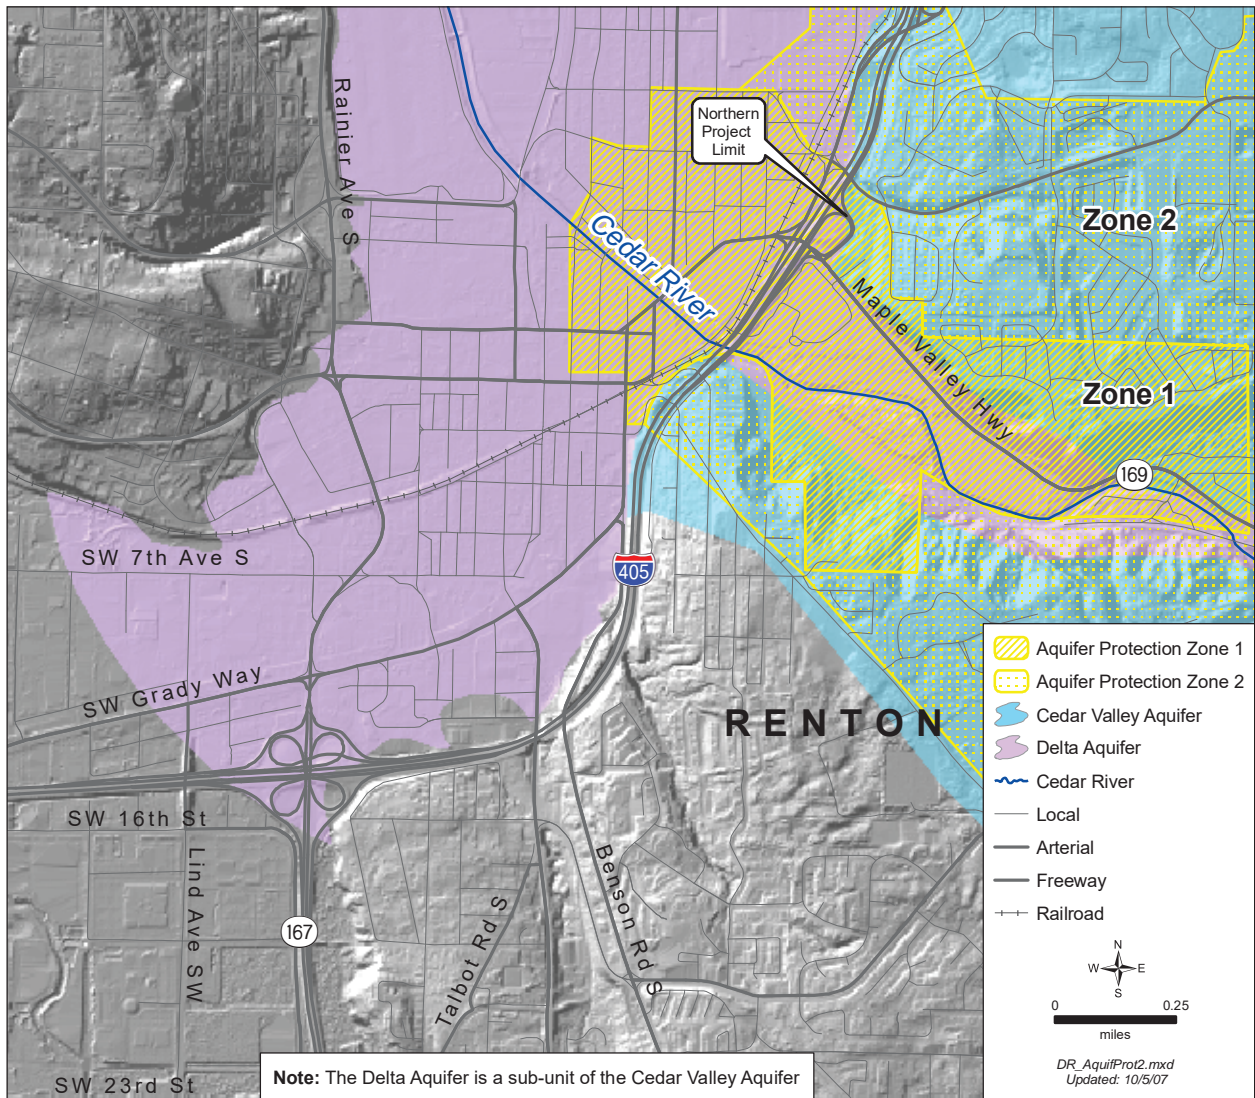 Rainier Ave S
Northern
Project
Limit
Zone 2
Cedar River
Maple Valley Hwy
Zone 1
169
SW 7th Ave S
405
SW Grady Way
RENTON
SW 16th St
Lind Ave SW
167
Talbot Rd S
Benson Rd S
SW 23rd St
Aquifer Protection Zone 1
Aquifer Protection Zone 2
Cedar Valley Aquifer
Delta Aquifer
Cedar River
Local
Arterial
Freeway
Railroad
N
W E
S
0 0.25
miles
DR_AquifProt2.mxd
Updated: 10/5/07
Note: The Delta Aquifer is a sub-unit of the Cedar Valley Aquifer